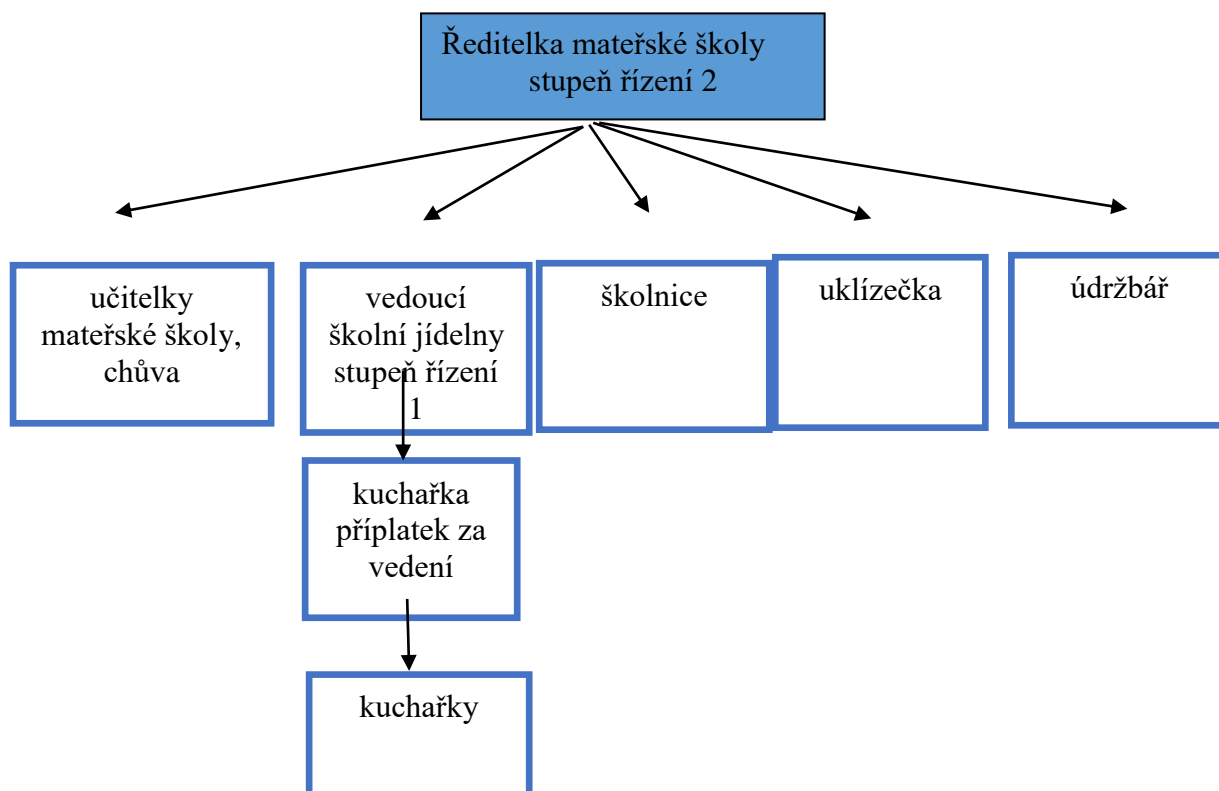 Ředitelka mateřské školy
stupeň řízení 2
učitelky
mateřské školy,
chůva
vedoucí
školní jídelny
stupeň řízení
1
školnice
uklízečka
údržbář
kuchařka
příplatek za
vedení
kuchařky